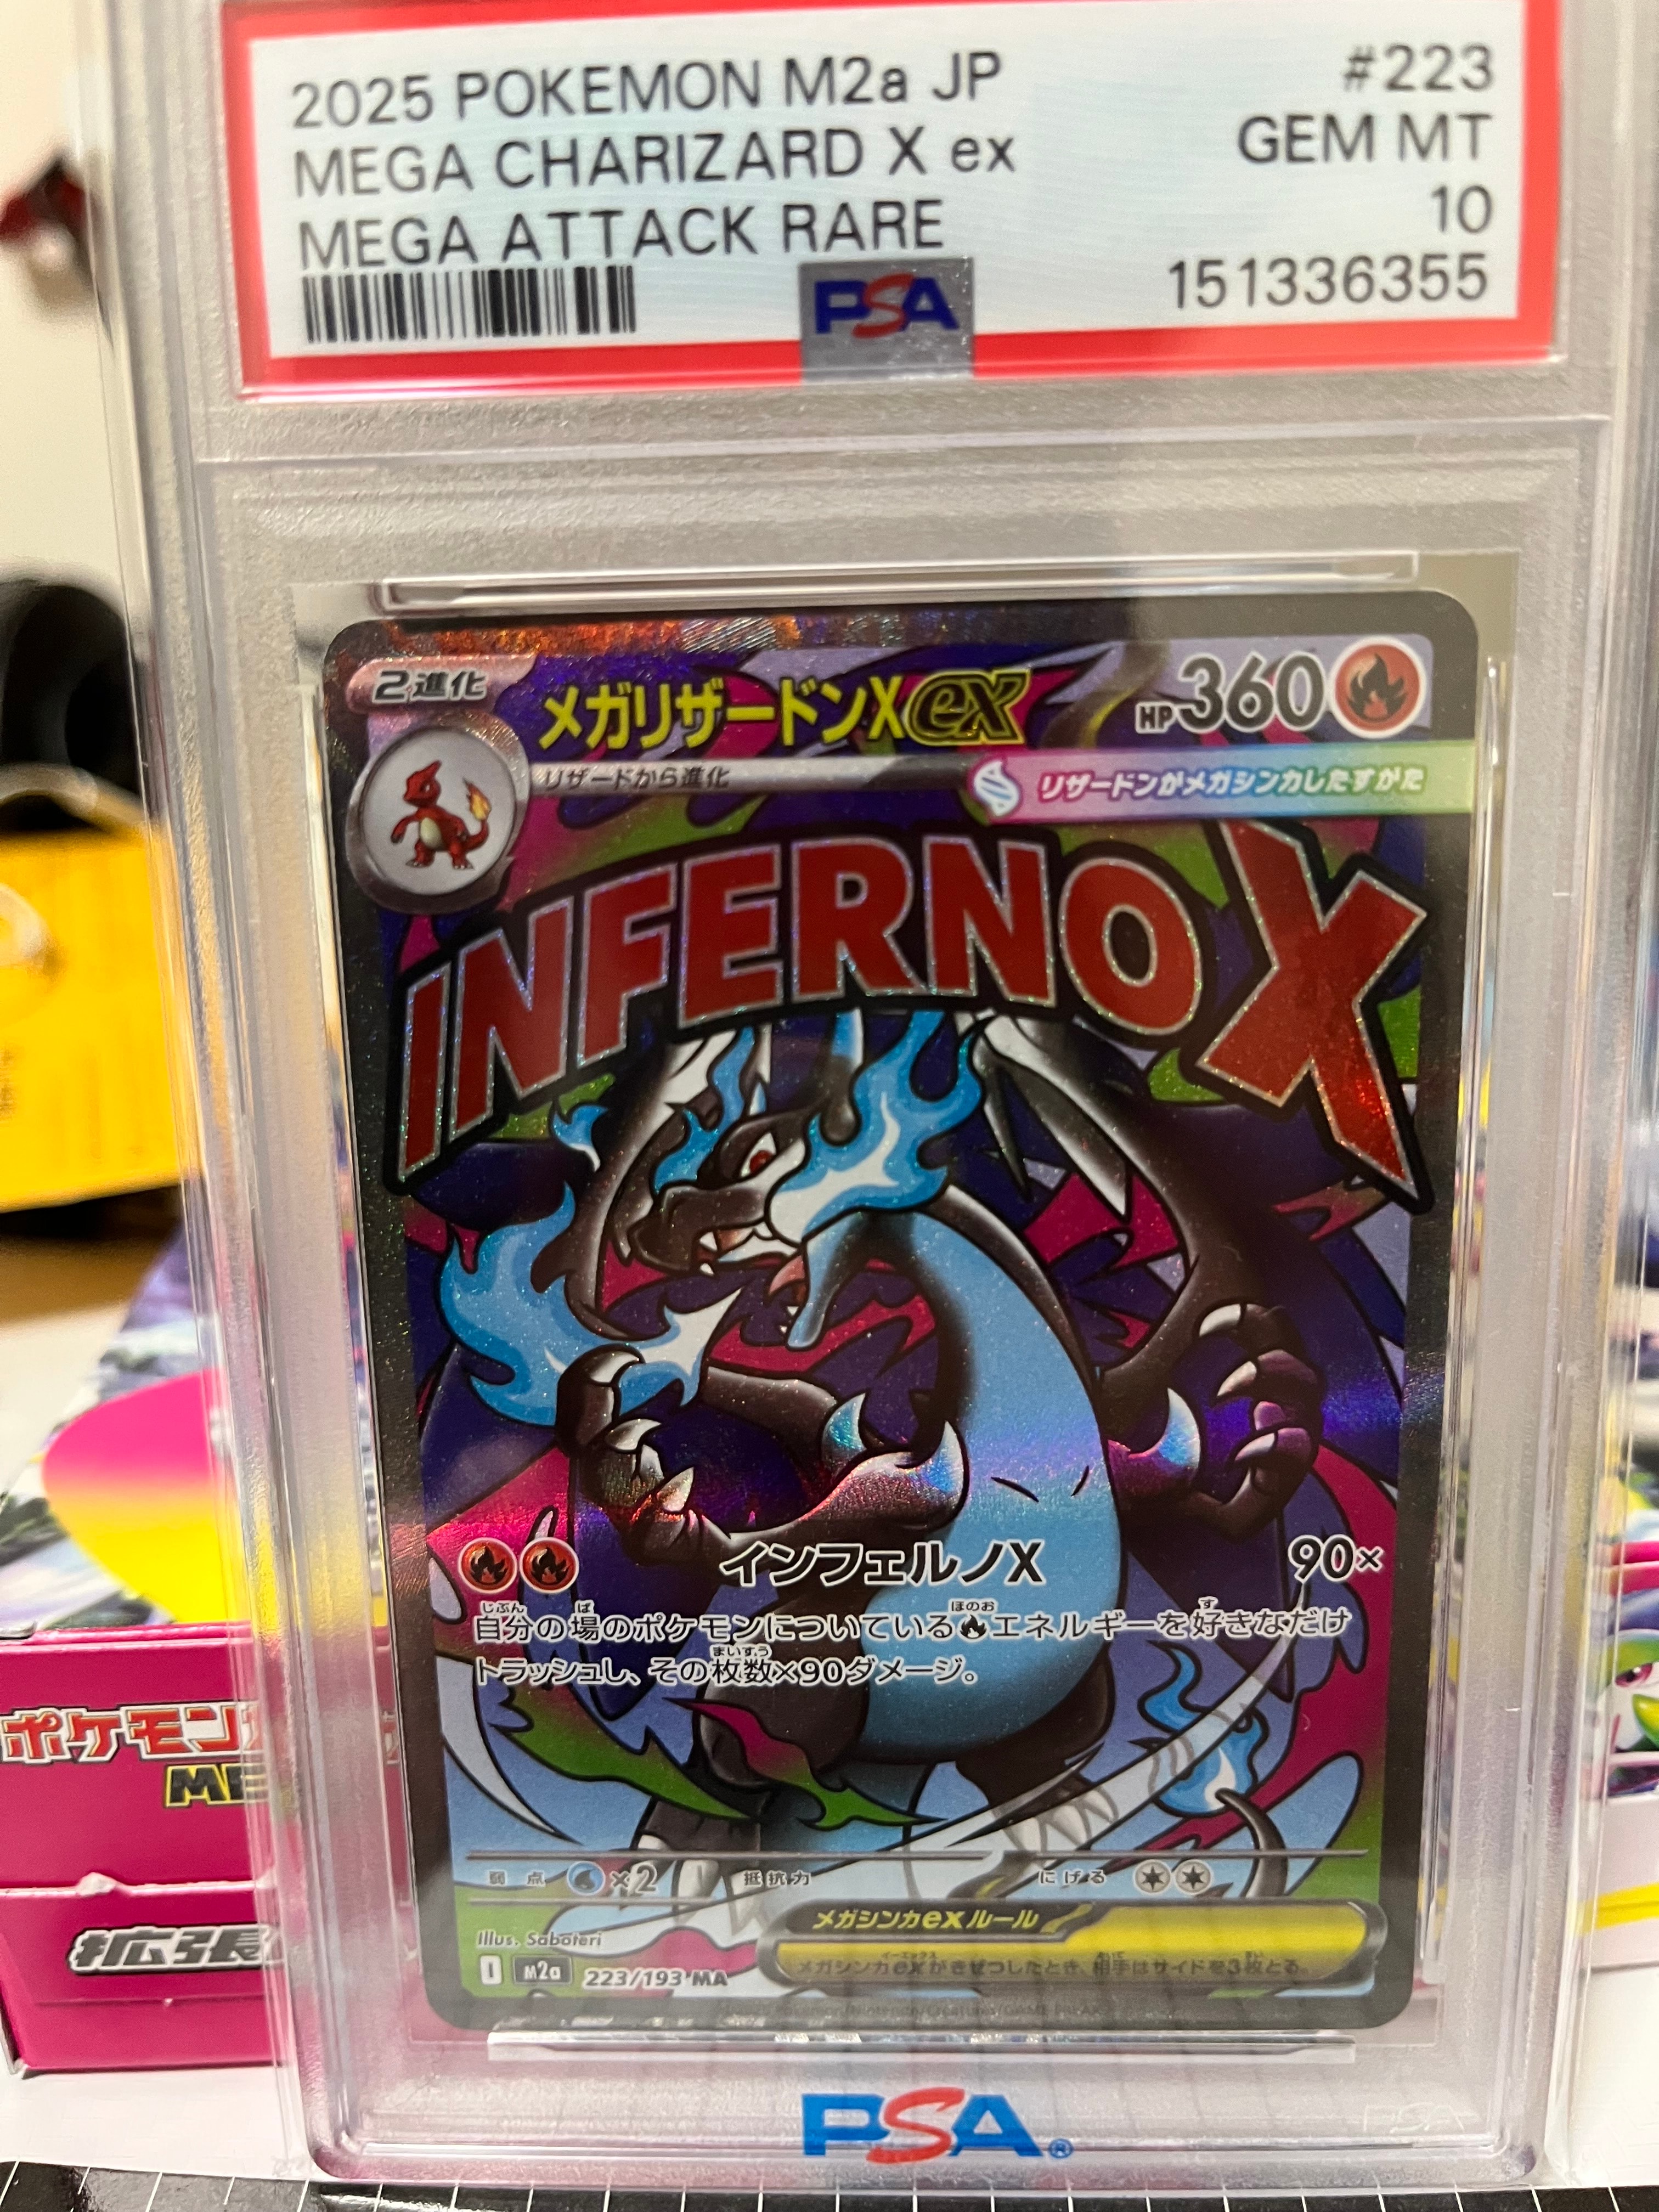 2025 POKEMON M2a JP #223
MEGA CHARIZARD X ex GEM MT
MEGA ATTACK RARE 10
PSA 151336355
2進化
メガリザードンXex HP360
リザードから進化
リザードンがメガシンカしたすがた
INFERNO X
インフェルノX 90×
自分の場のポケモンについているエネルギーを好きなだけ
トラッシュし、その枚数×90ダメージ。
弱点 ×2 抵抗力 にげる
メガシンカexルール
メガシンカexがきぜつしたとき、相手はサイドを3枚とる。
Illus. Saboteri
I M2a 223/193 MA
ポケモン
拡張
PSA®